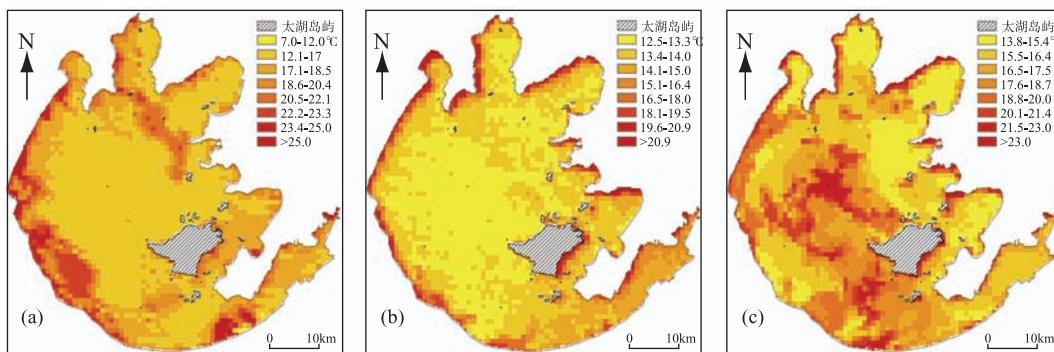 N
太湖岛屿
7.0-12.0℃
12.1-17
17.1-18.5
18.6-20.4
20.5-22.1
22.2-23.3
23.4-25.0
>25.0
(a)
0 10km
N
太湖岛屿
12.5-13.3℃
13.4-14.0
14.1-15.0
15.1-16.4
16.5-18.0
18.1-19.5
19.6-20.9
>20.9
(b)
0 10km
N
太湖岛屿
13.8-15.4°
15.5-16.4
16.5-17.5
17.6-18.7
18.8-20.0
20.1-21.4
21.5-23.0
>23.0
(c)
0 10km